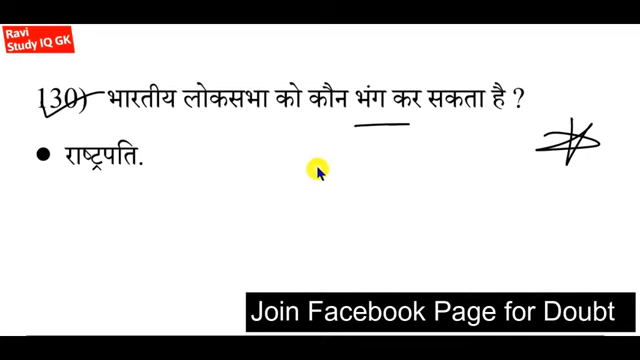 Ravi
Study IQ GK
130) भारतीय लोकसभा को कौन भंग कर सकता है ?
• राष्ट्रपति.
Join Facebook Page for Doubt